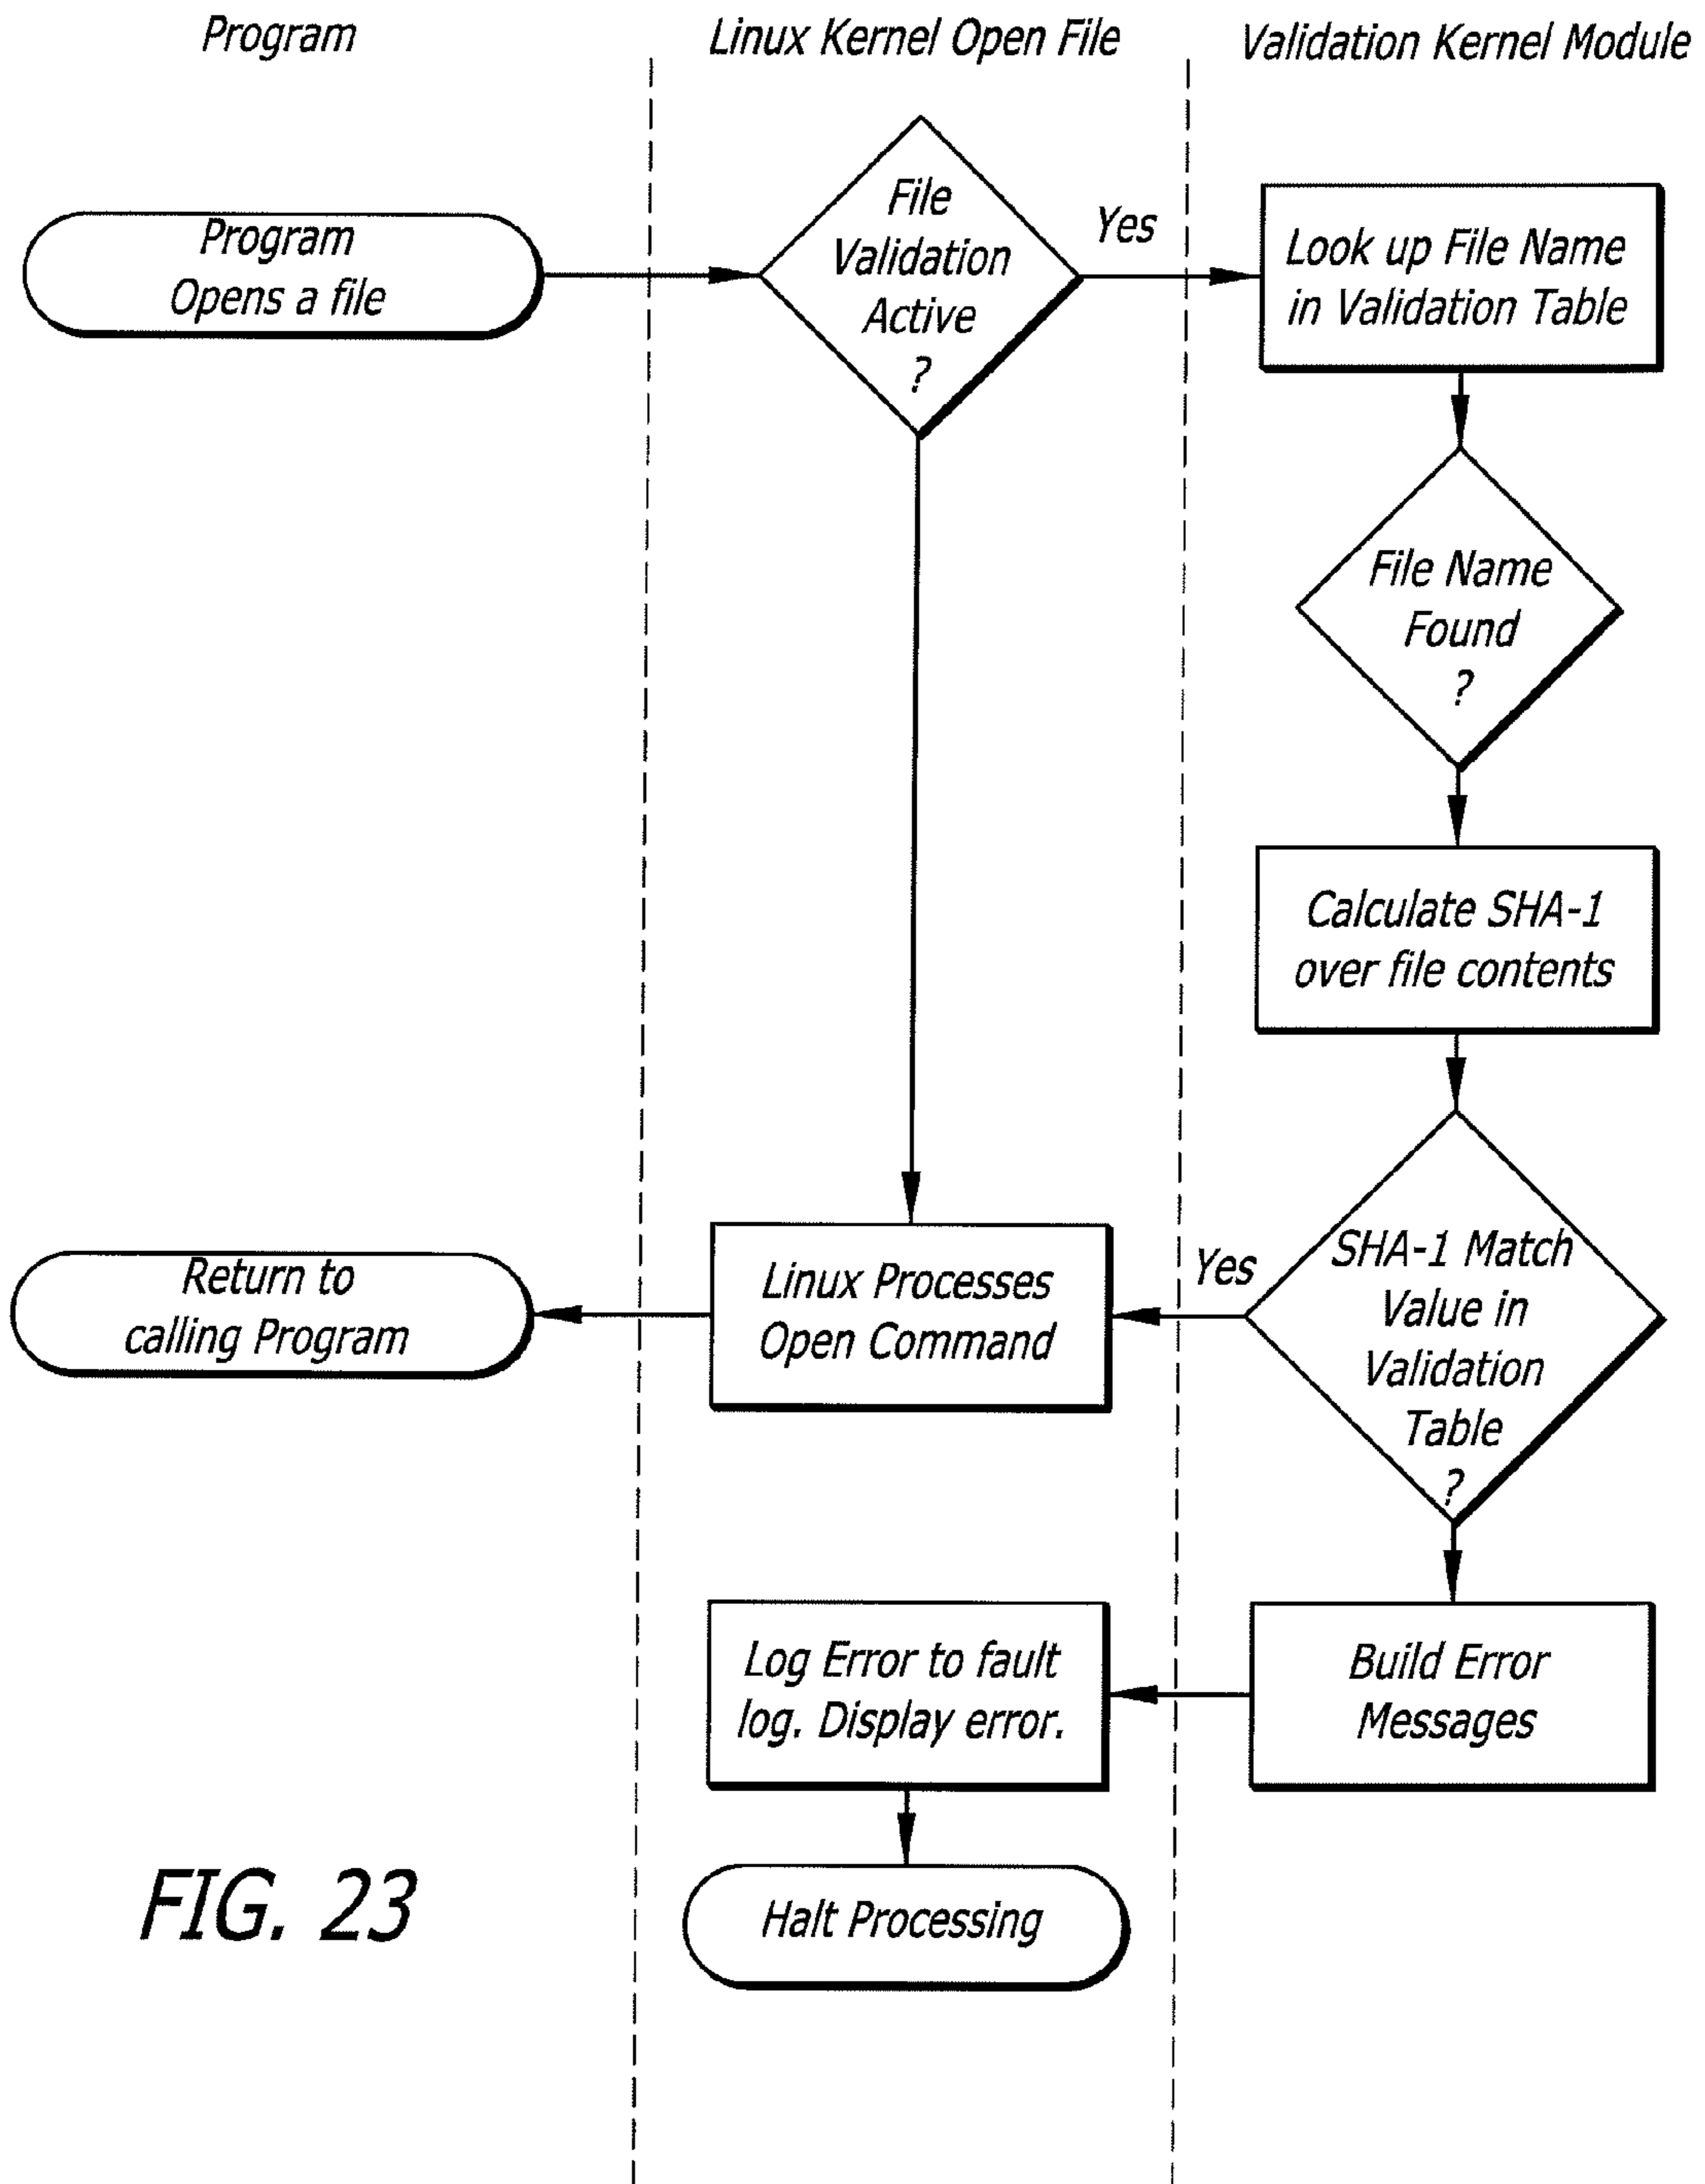 Program
Linux Kernel Open File
Validation Kernel Module
Program
Opens a file
File
Validation
Active
?
Yes
Look up File Name
in Validation Table
File Name
Found
?
Calculate SHA-1
over file contents
Return to
calling Program
Linux Processes
Open Command
Yes
SHA-1 Match
Value in
Validation
Table
?
Log Error to fault
log. Display error.
Build Error
Messages
Halt Processing
FIG. 23